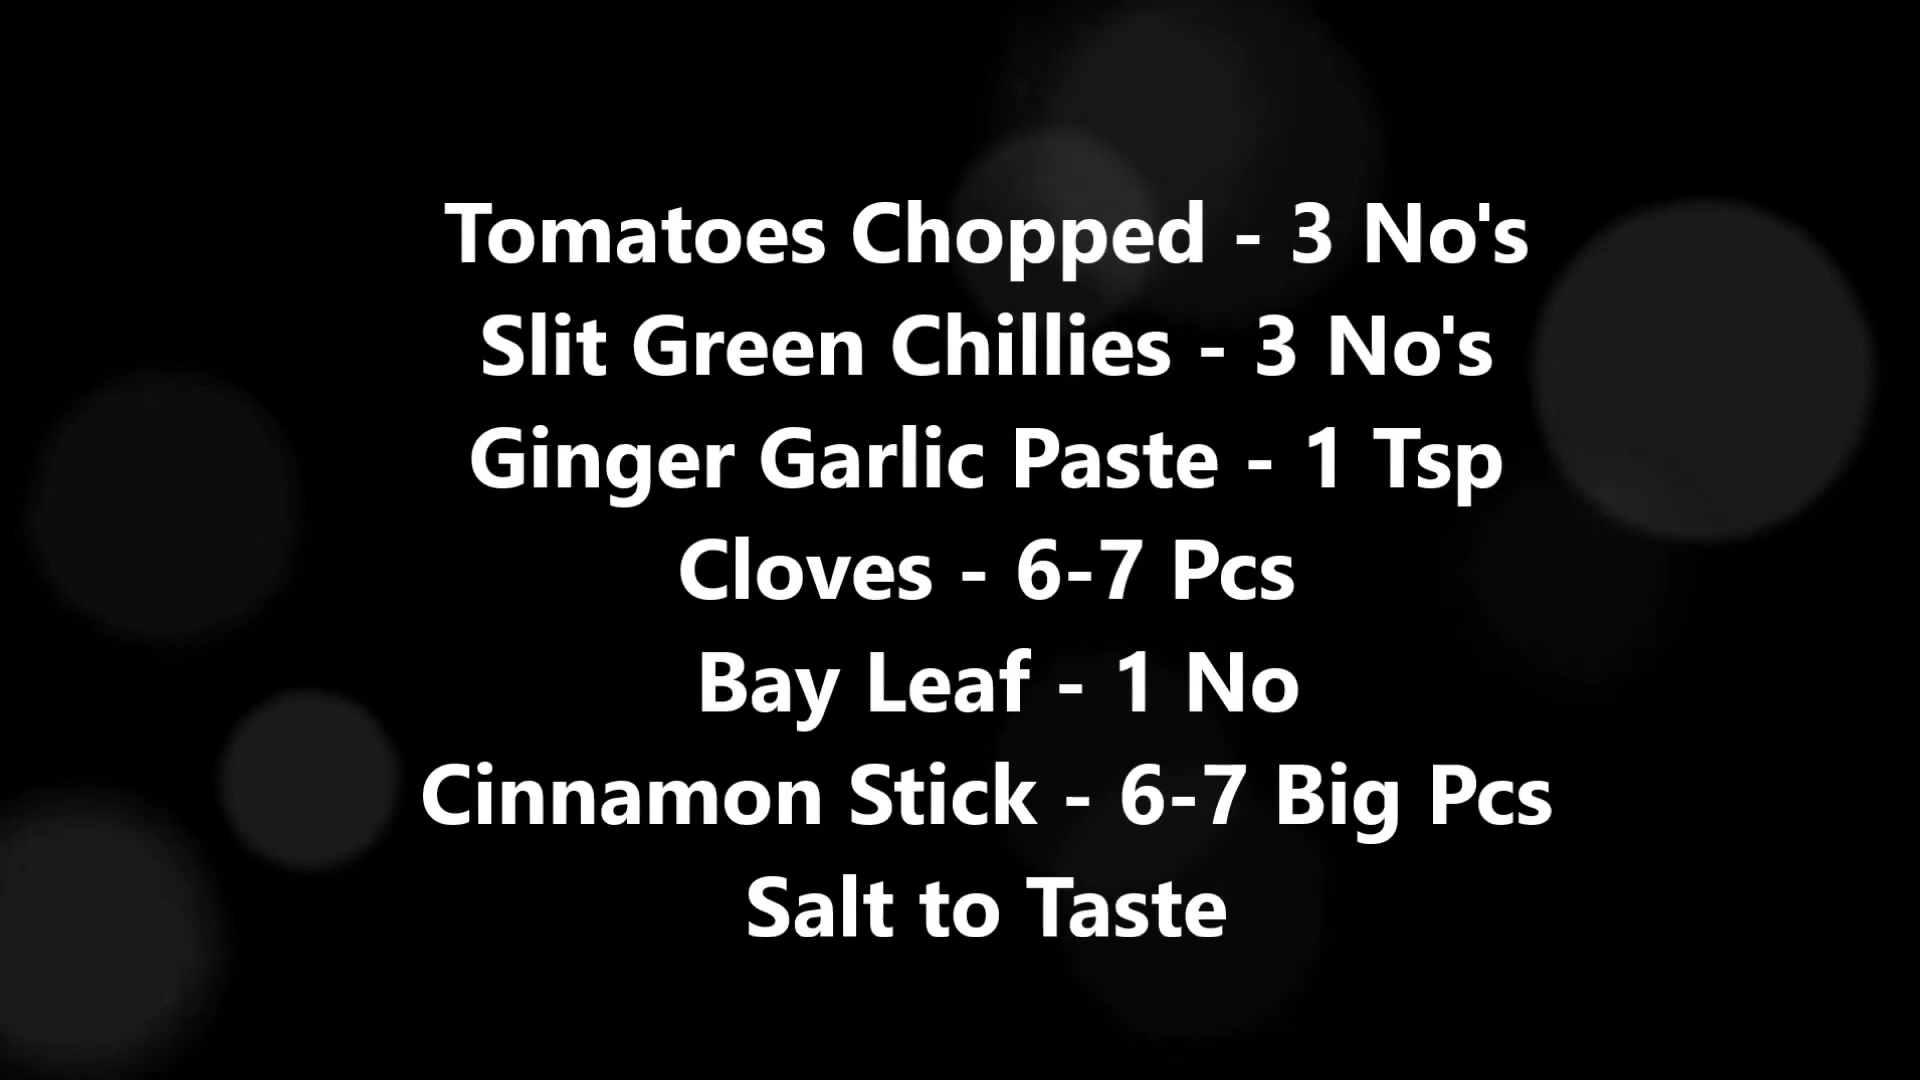 Tomatoes Chopped - 3 No's
Slit Green Chillies - 3 No's
Ginger Garlic Paste - 1 Tsp
Cloves - 6-7 Pcs
Bay Leaf - 1 No
Cinnamon Stick - 6-7 Big Pcs
Salt to Taste